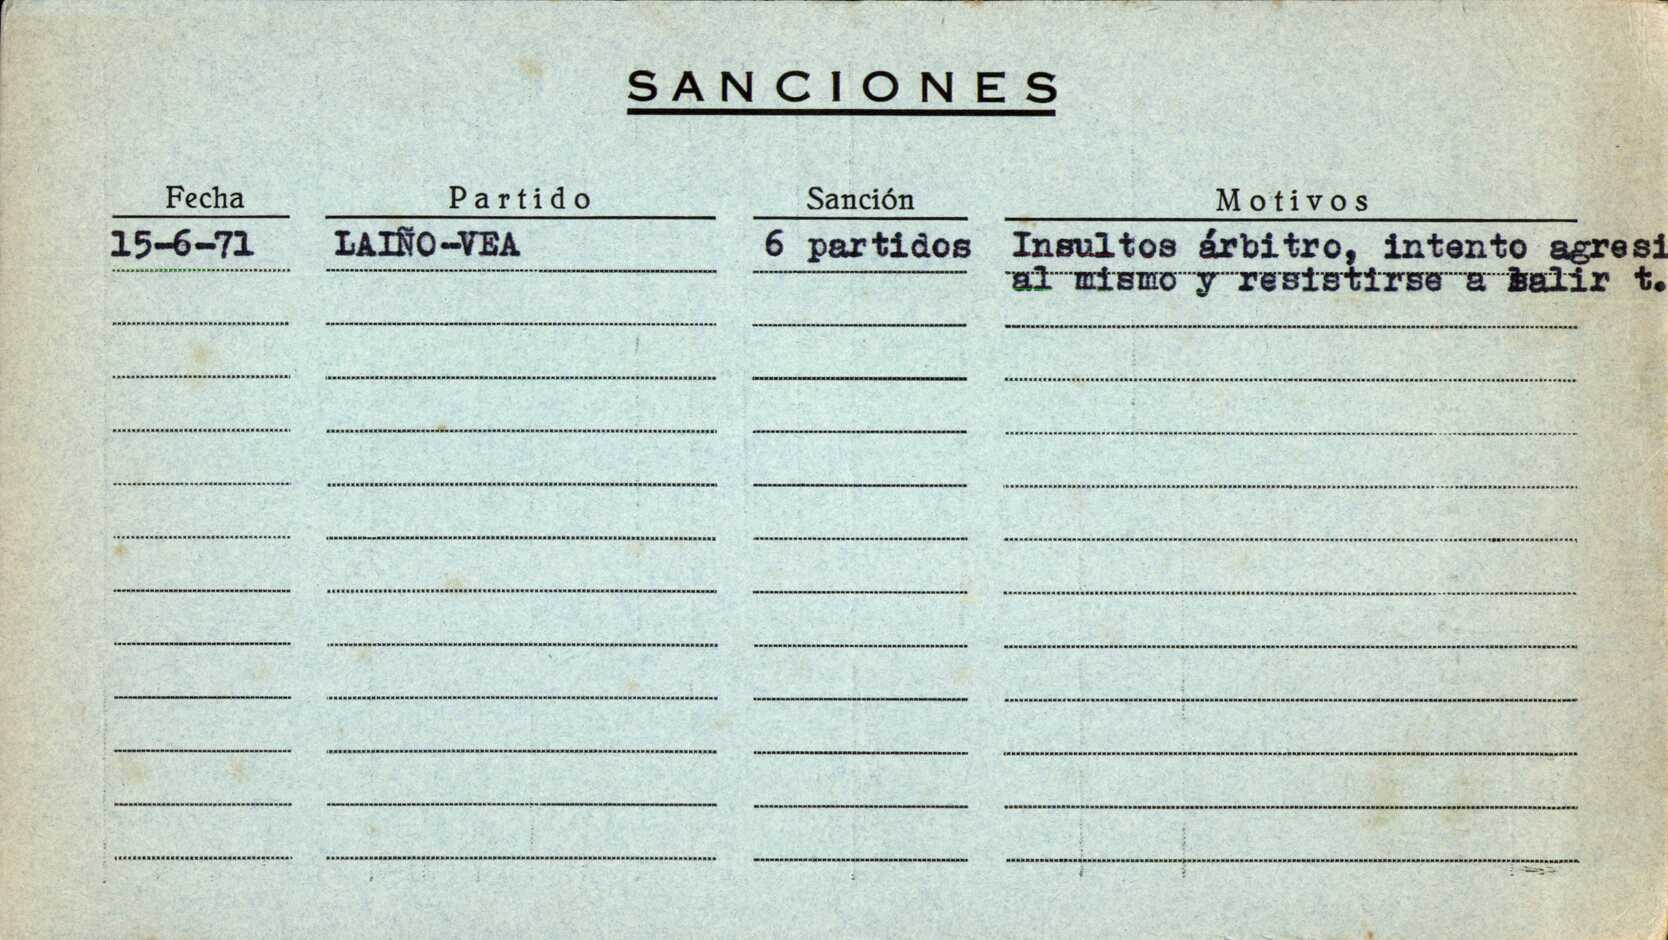 SANCIONES
Fecha Partido Sanción Motivos
15-6-71 LAIÑO-VEA 6 partidos Insultos árbitro, intento agresi
al mismo y resistirse a salir t.